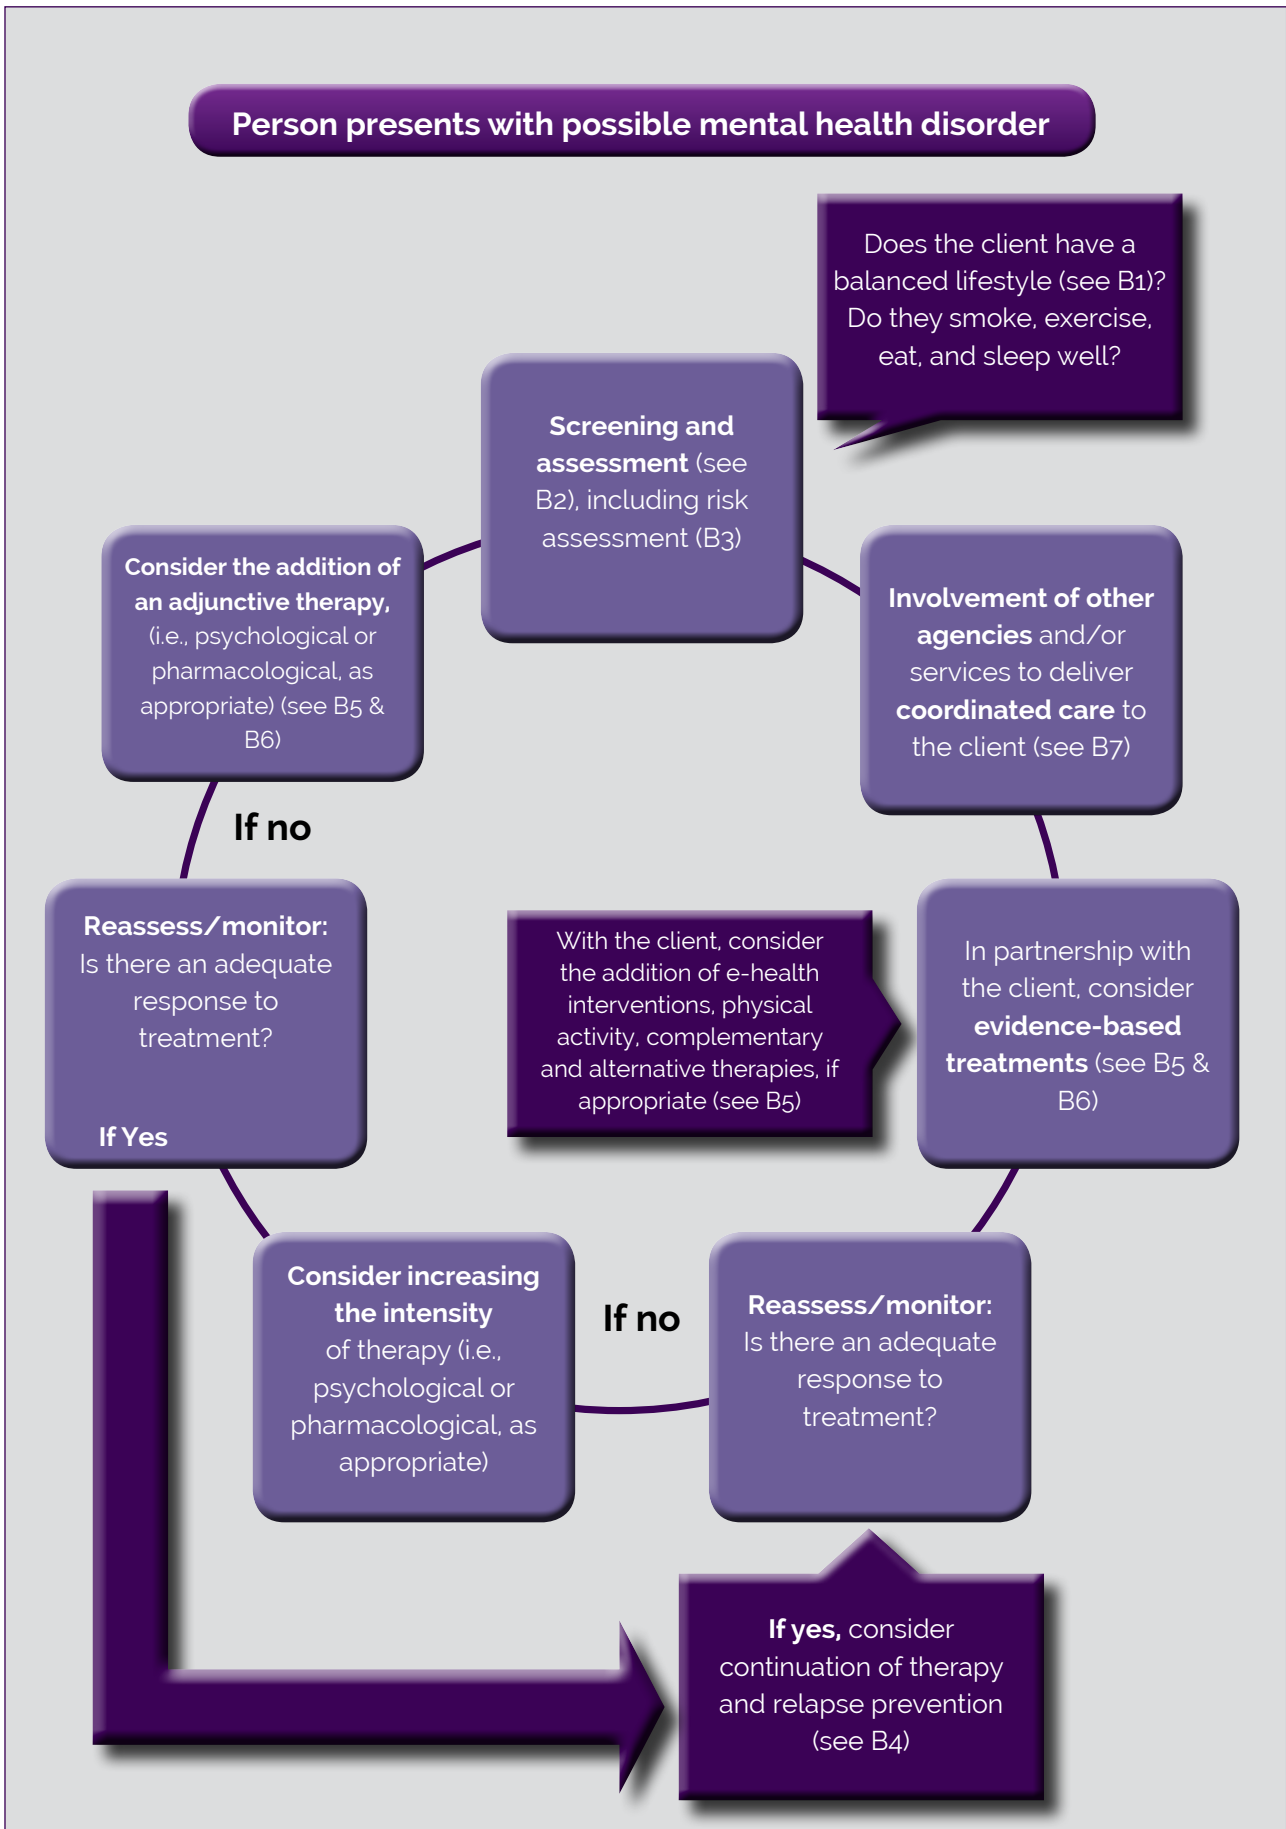 Person presents with possible mental health disorder
Does the client have a
balanced lifestyle (see B1)?
Do they smoke, exercise,
eat, and sleep well?
Screening and
assessment (see
B2), including risk
assessment (B3)
Involvement of other
agencies and/or
services to deliver
coordinated care to
the client (see B7)
In partnership with
the client, consider
evidence-based
treatments (see B5 &
B6)
With the client, consider
the addition of e-health
interventions, physical
activity, complementary
and alternative therapies, if
appropriate (see B5)
Reassess/monitor:
Is there an adequate
response to
treatment?
If yes, consider
continuation of therapy
and relapse prevention
(see B4)
If no
Consider increasing
the intensity
of therapy (i.e.,
psychological or
pharmacological, as
appropriate)
Reassess/monitor:
Is there an adequate
response to
treatment?
If Yes
If no
Consider the addition of
an adjunctive therapy,
(i.e., psychological or
pharmacological, as
appropriate) (see B5 &
B6)